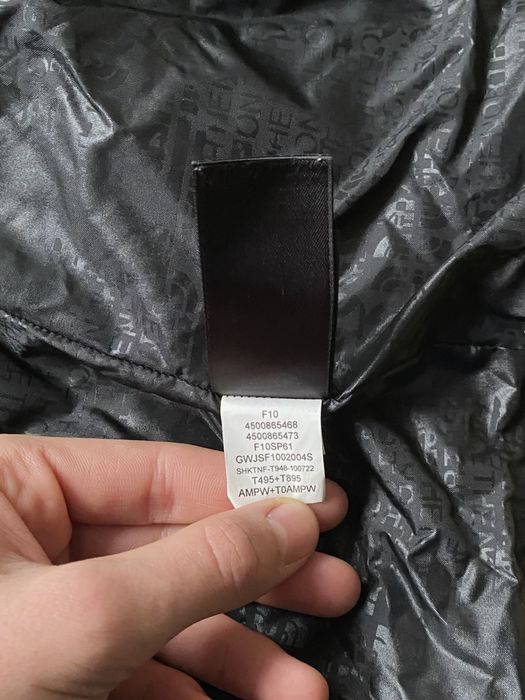 F10
4500865468
4500865473
F10SP61
GWJSF1002004S
SHKTNF-T948-100722
T495+T895
AMPW+T0AMPW